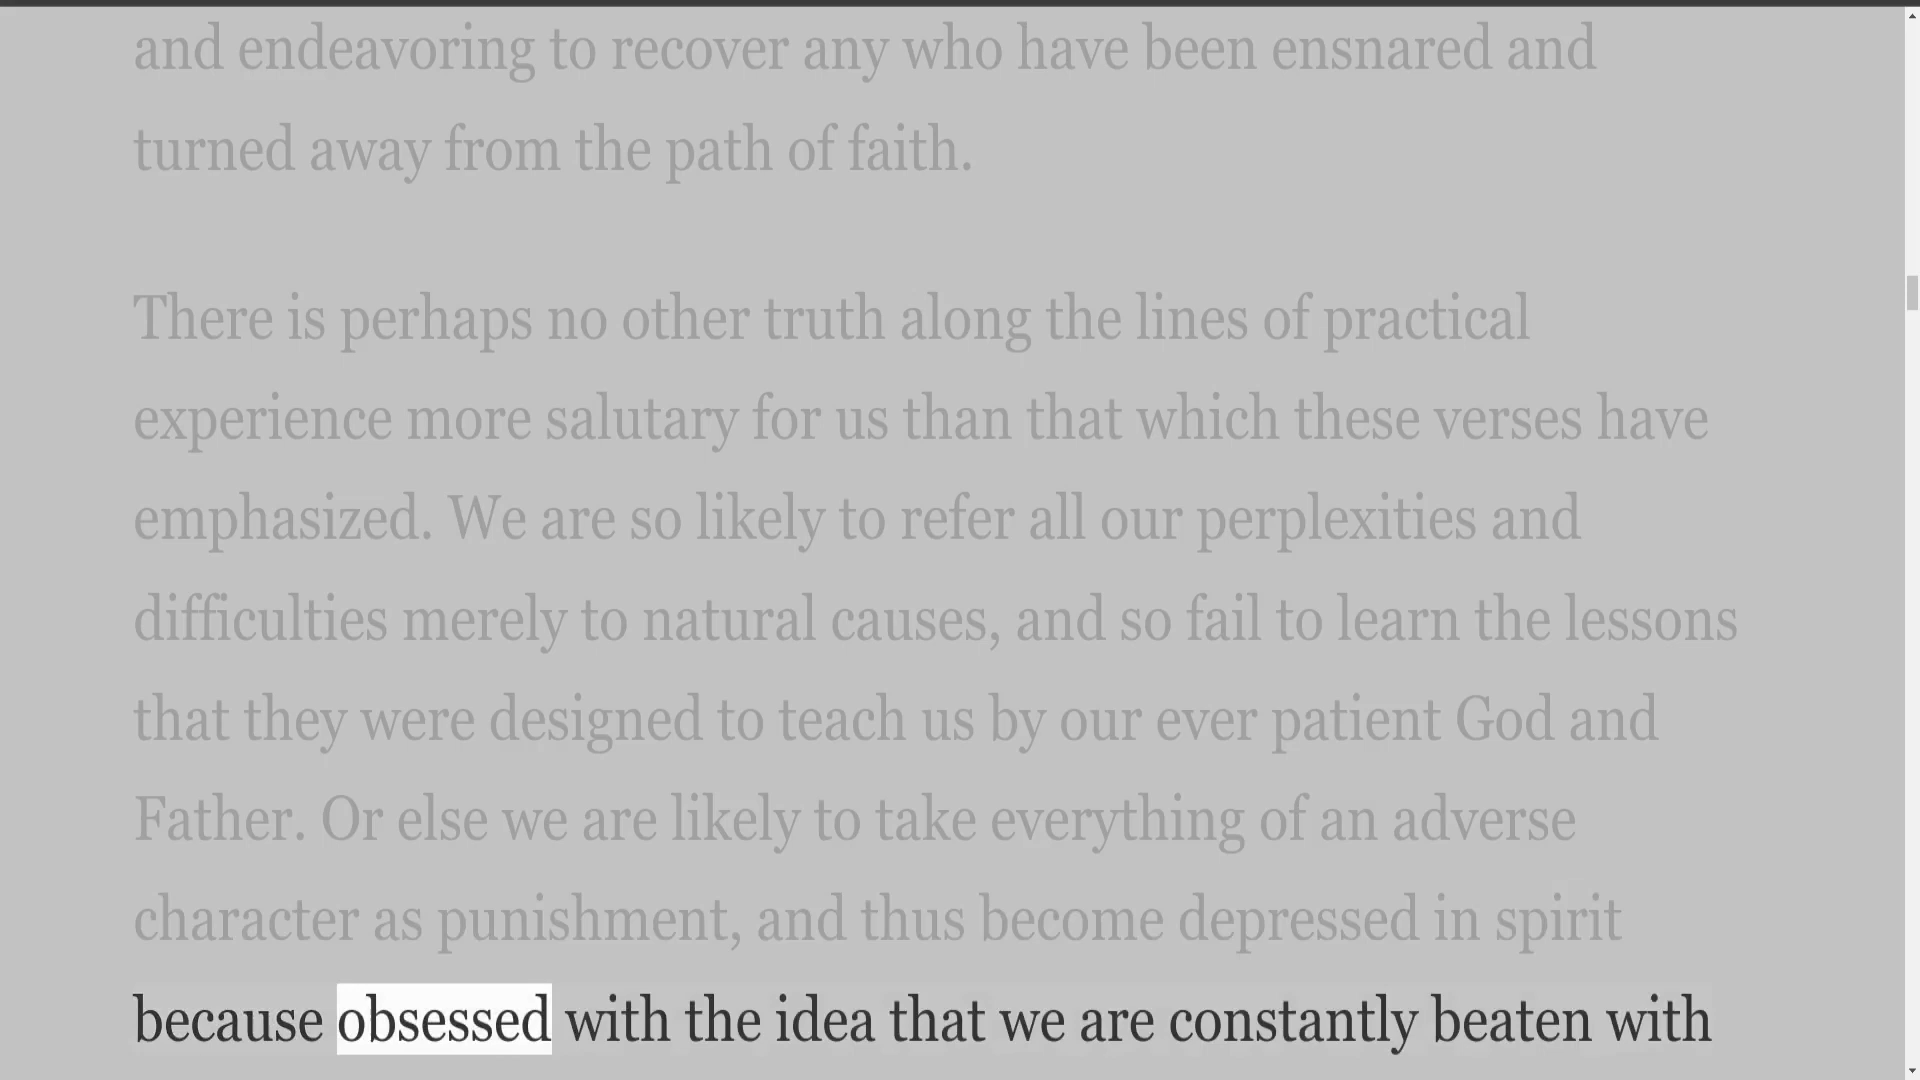 and endeavoring to recover any who have been ensnared and
turned away from the path of faith.
There is perhaps no other truth along the lines of practical
experience more salutary for us than that which these verses have
emphasized. We are so likely to refer all our perplexities and
difficulties merely to natural causes, and so fail to learn the lessons
that they were designed to teach us by our ever patient God and
Father. Or else we are likely to take everything of an adverse
character as punishment, and thus become depressed in spirit
because obsessed with the idea that we are constantly beaten with